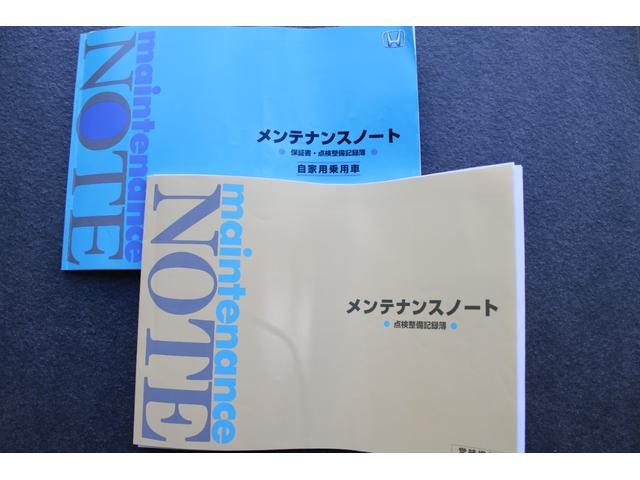 maintenance
NOTE
メンテナンスノート
● 保証書・点検整備記録簿 ●
自家用乗用車
maintenance
NOTE
メンテナンスノート
● 点検整備記録簿 ●